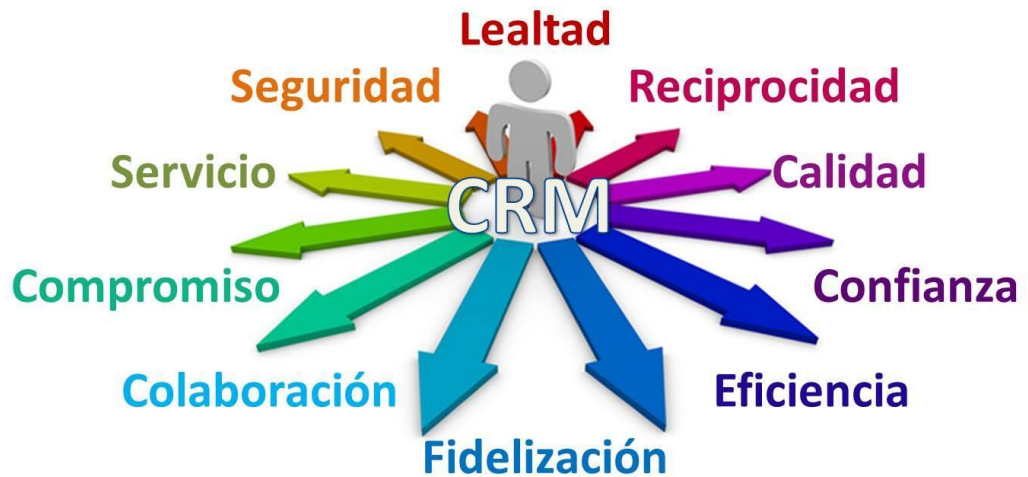 Lealtad
Seguridad
Reciprocidad
Servicio
Calidad
CRM
Compromiso
Confianza
Colaboración
Eficiencia
Fidelización